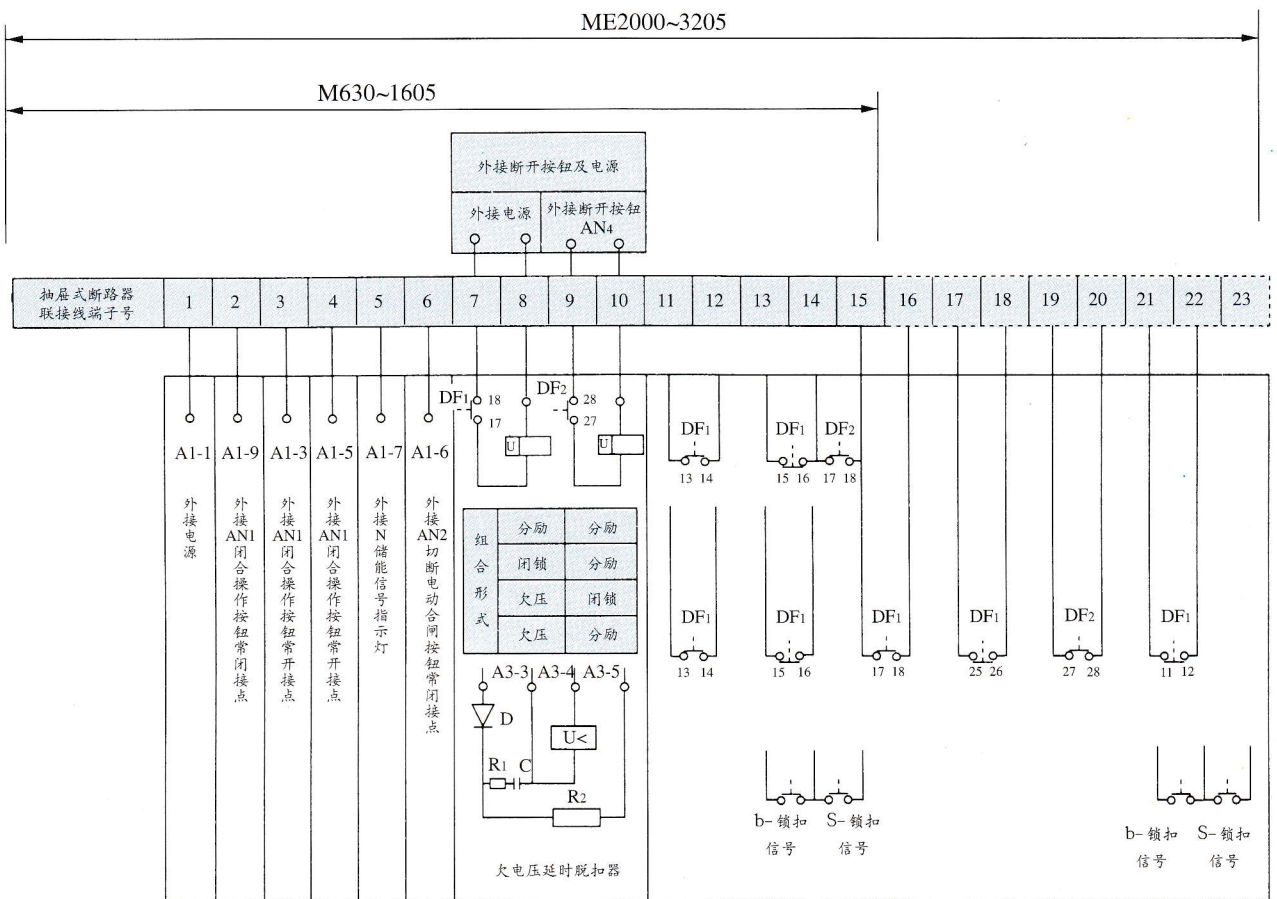 ME2000~3205
M630~1605
外接断开按钮及电源
外接电源
外接断开按钮
AN4
抽屉式断路器
联接线端子号
1 2 3 4 5 6 7 8 9 10 11 12 13 14 15 16 17 18 19 20 21 22 23
A1-1
外接电源
A1-9
外接AN1闭合操作按钮常闭接点
A1-3
外接AN1闭合操作按钮常开接点
A1-5
外接AN1闭合操作按钮常开接点
A1-7
外接N储能信号指示灯
A1-6
外接AN2切断电动合闸按钮常闭接点
DF1 18
17
U
DF2 28
27
U
组合形式
分励 分励
闭锁 分励
欠压 闭锁
欠压 分励
A3-3 A3-4 A3-5
D
U<
R1 C
R2
欠电压延时脱扣器
DF1
13 14
DF1 DF2
15 16 17 18
DF1
13 14
DF1
15 16
DF1
17 18
DF1
25 26
DF2
27 28
DF1
11 12
b-锁扣 S-锁扣
信号 信号
b-锁扣 S-锁扣
信号 信号